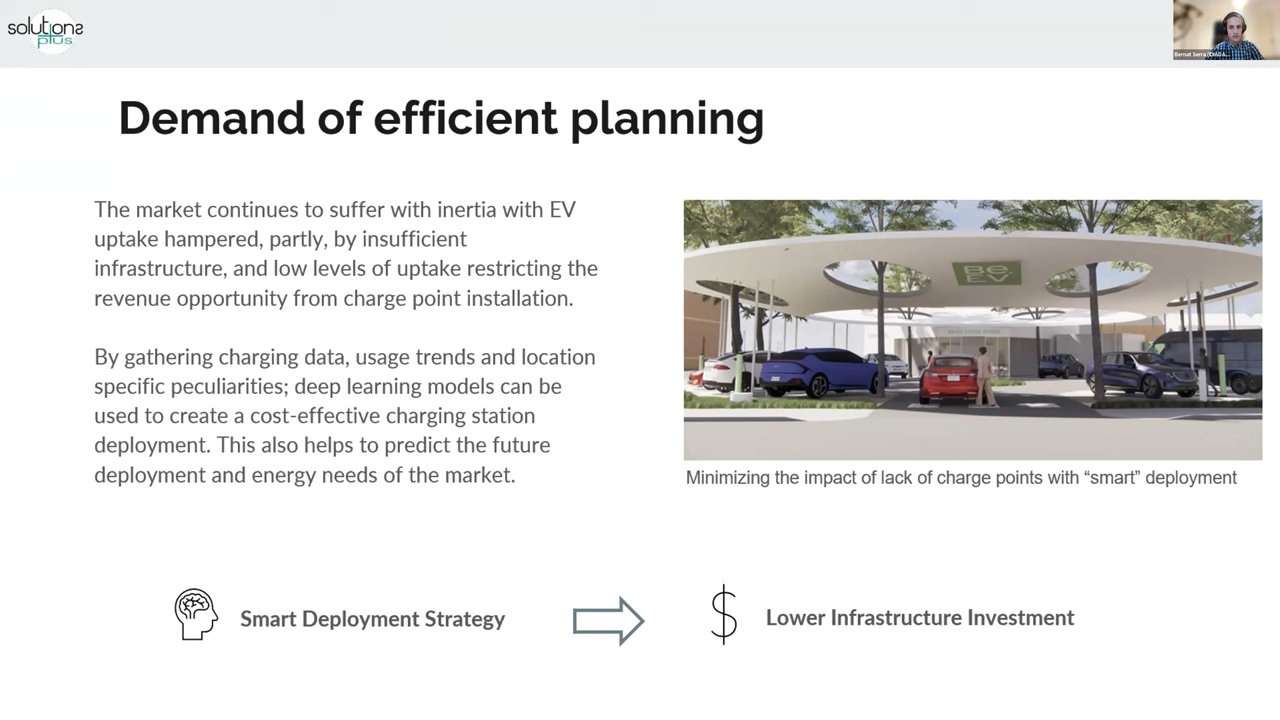 solutions
plus
Bernat Serra
Demand of efficient planning
The market continues to suffer with inertia with EV
uptake hampered, partly, by insufficient
infrastructure, and low levels of uptake restricting the
revenue opportunity from charge point installation.
By gathering charging data, usage trends and location
specific peculiarities; deep learning models can be
used to create a cost-effective charging station
deployment. This also helps to predict the future
deployment and energy needs of the market.
Be.
EV
Minimizing the impact of lack of charge points with “smart” deployment
Smart Deployment Strategy
$
Lower Infrastructure Investment